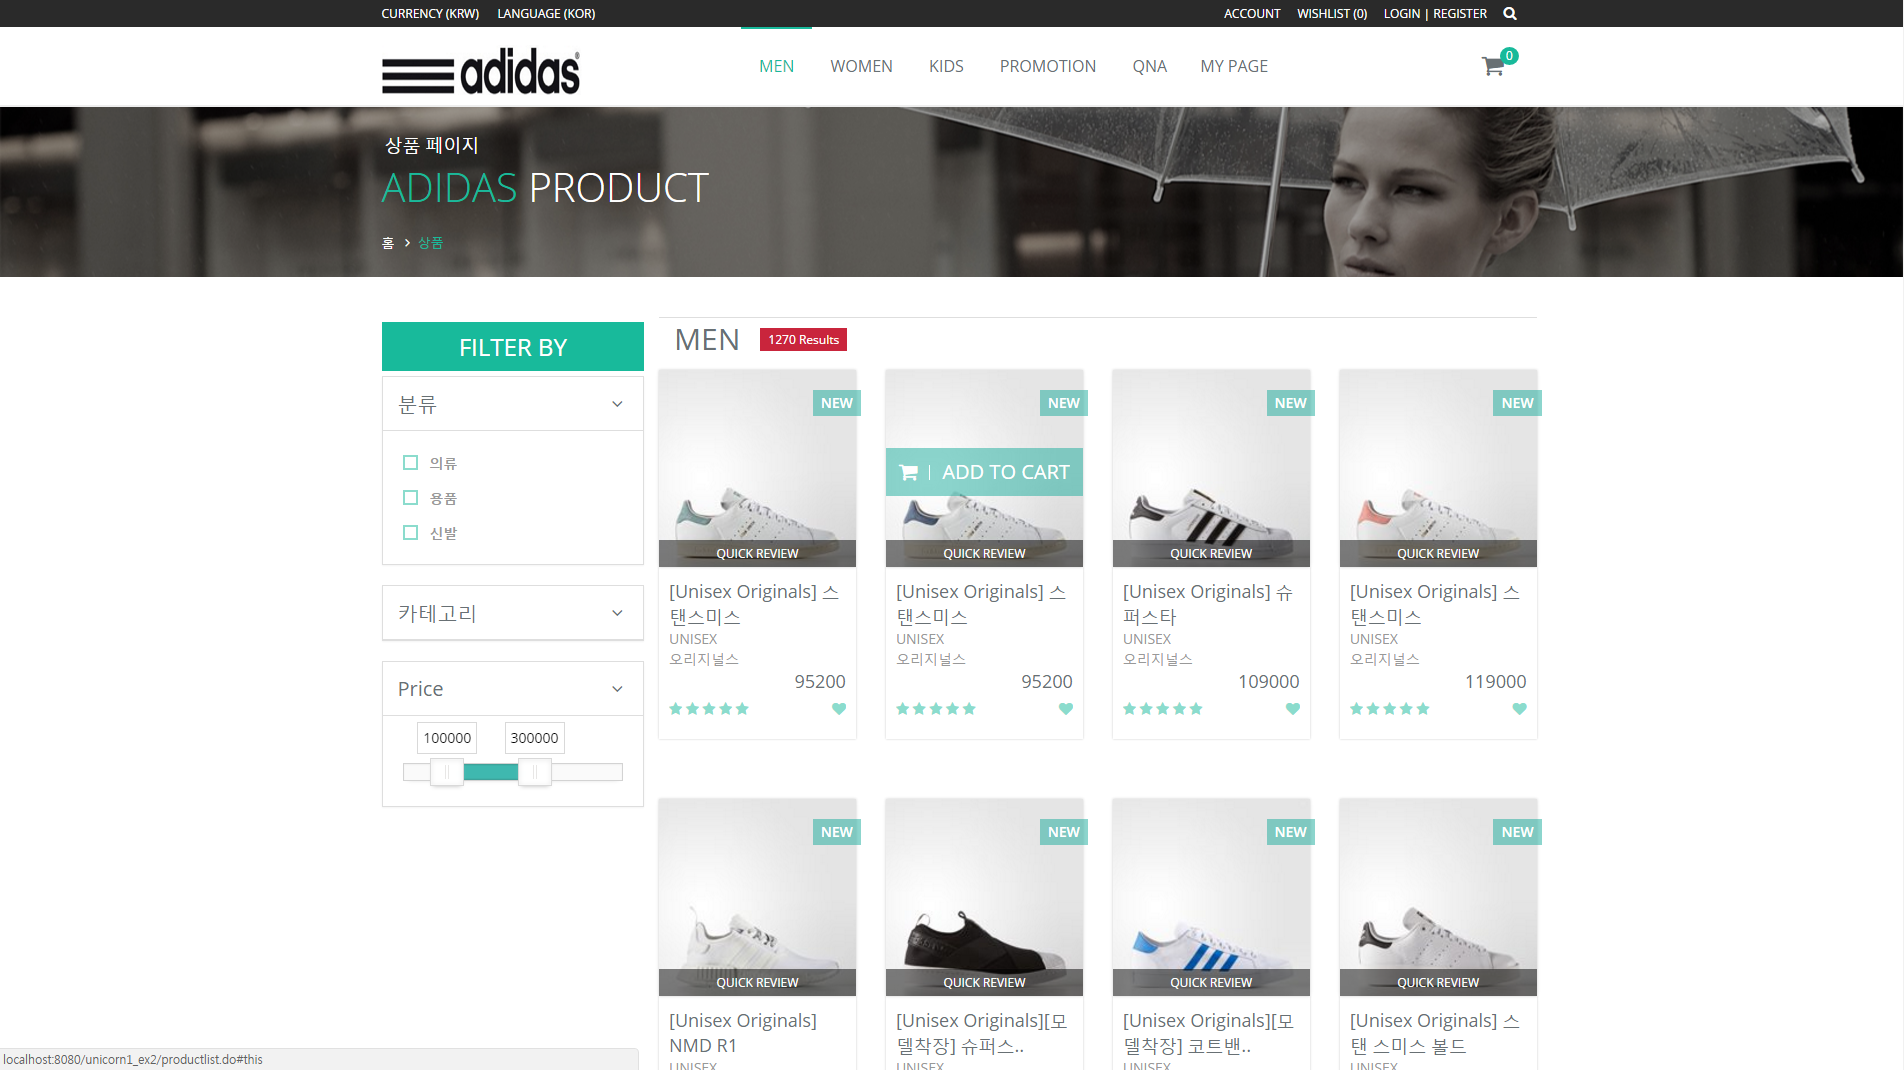 CURRENCY (KRW) LANGUAGE (KOR) ACCOUNT WISHLIST (0) LOGIN | REGISTER
adidas MEN WOMEN KIDS PROMOTION QNA MY PAGE 0
상품 페이지
ADIDAS PRODUCT
홈 > 상품
FILTER BY
분류
의류
용품
신발
카테고리
Price
100000 300000
MEN 1270 Results
NEW NEW NEW NEW
ADD TO CART
QUICK REVIEW QUICK REVIEW QUICK REVIEW QUICK REVIEW
[Unisex Originals] 스
탠스미스
UNISEX
오리지널스
95200
[Unisex Originals] 스
탠스미스
UNISEX
오리지널스
95200
[Unisex Originals] 슈
퍼스타
UNISEX
오리지널스
109000
[Unisex Originals] 스
탠스미스
UNISEX
오리지널스
119000
NEW NEW NEW NEW
QUICK REVIEW QUICK REVIEW QUICK REVIEW QUICK REVIEW
[Unisex Originals]
NMD R1
UNISEX
[Unisex Originals][모
델착장] 슈퍼스..
UNISEX
[Unisex Originals][모
델착장] 코트밴..
UNISEX
[Unisex Originals] 스
탠 스미스 볼드
UNISEX
localhost:8080/unicorn1_ex2/productlist.do#this